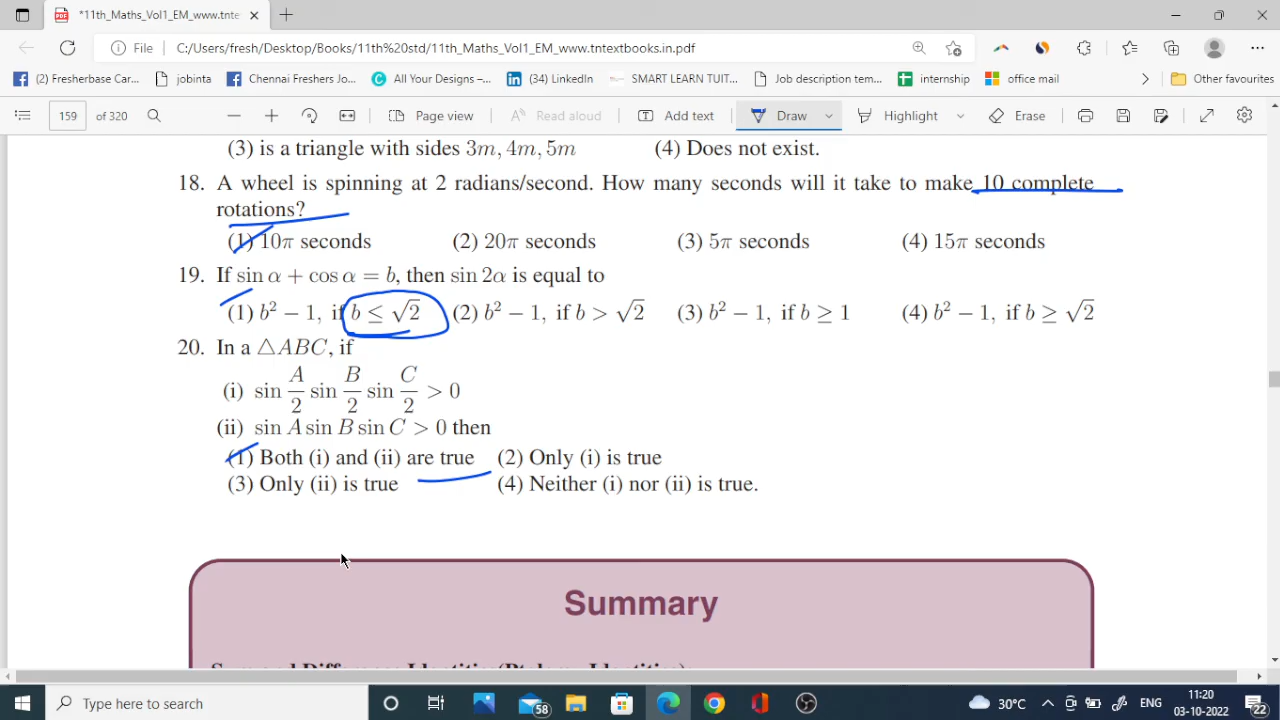 *11th_Maths_Vol1_EM_www.tntex
File
C:/Users/fresh/Desktop/Books/11th%20std/11th_Maths_Vol1_EM_www.tntextbooks.in.pdf
(2) Fresherbase Car... jobinta Chennai Freshers Jo... All Your Designs –... (34) LinkedIn SMART LEARN TUIT... Job description tem... internship office mail Other favourites
159 of 320 Page view Read aloud Add text Draw Highlight Erase
(3) is a triangle with sides 3m, 4m, 5m (4) Does not exist.
18. A wheel is spinning at 2 radians/second. How many seconds will it take to make 10 complete
rotations?
(1) 10π seconds (2) 20π seconds (3) 5π seconds (4) 15π seconds
19. If sin α + cos α = b, then sin 2α is equal to
(1) b² − 1, if b ≤ √2 (2) b² − 1, if b > √2 (3) b² − 1, if b ≥ 1 (4) b² − 1, if b ≥ √2
20. In a △ABC, if
(i) sin A/2 sin B/2 sin C/2 > 0
(ii) sin A sin B sin C > 0 then
(1) Both (i) and (ii) are true (2) Only (i) is true
(3) Only (ii) is true (4) Neither (i) nor (ii) is true.
Summary
Type here to search 58 30°C ENG 11:20
03-10-2022 22